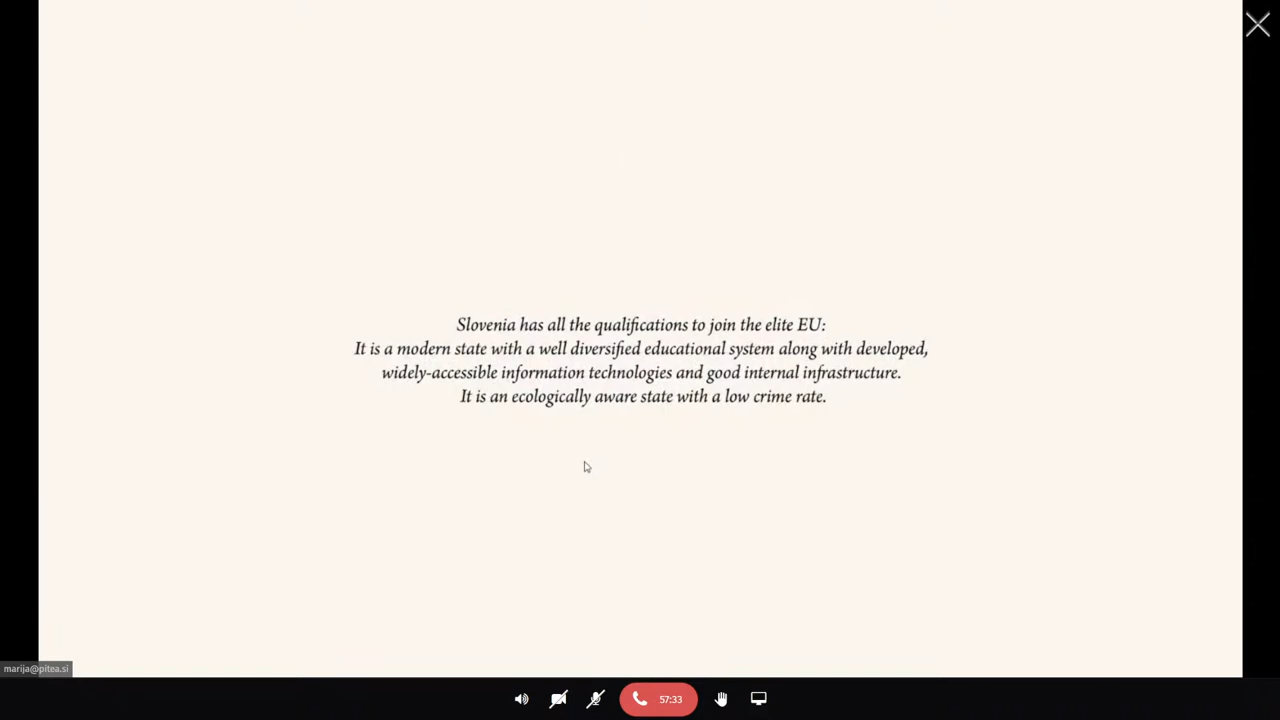 Slovenia has all the qualifications to join the elite EU:
It is a modern state with a well diversified educational system along with developed,
widely-accessible information technologies and good internal infrastructure.
It is an ecologically aware state with a low crime rate.
marija@pitea.si
57:33